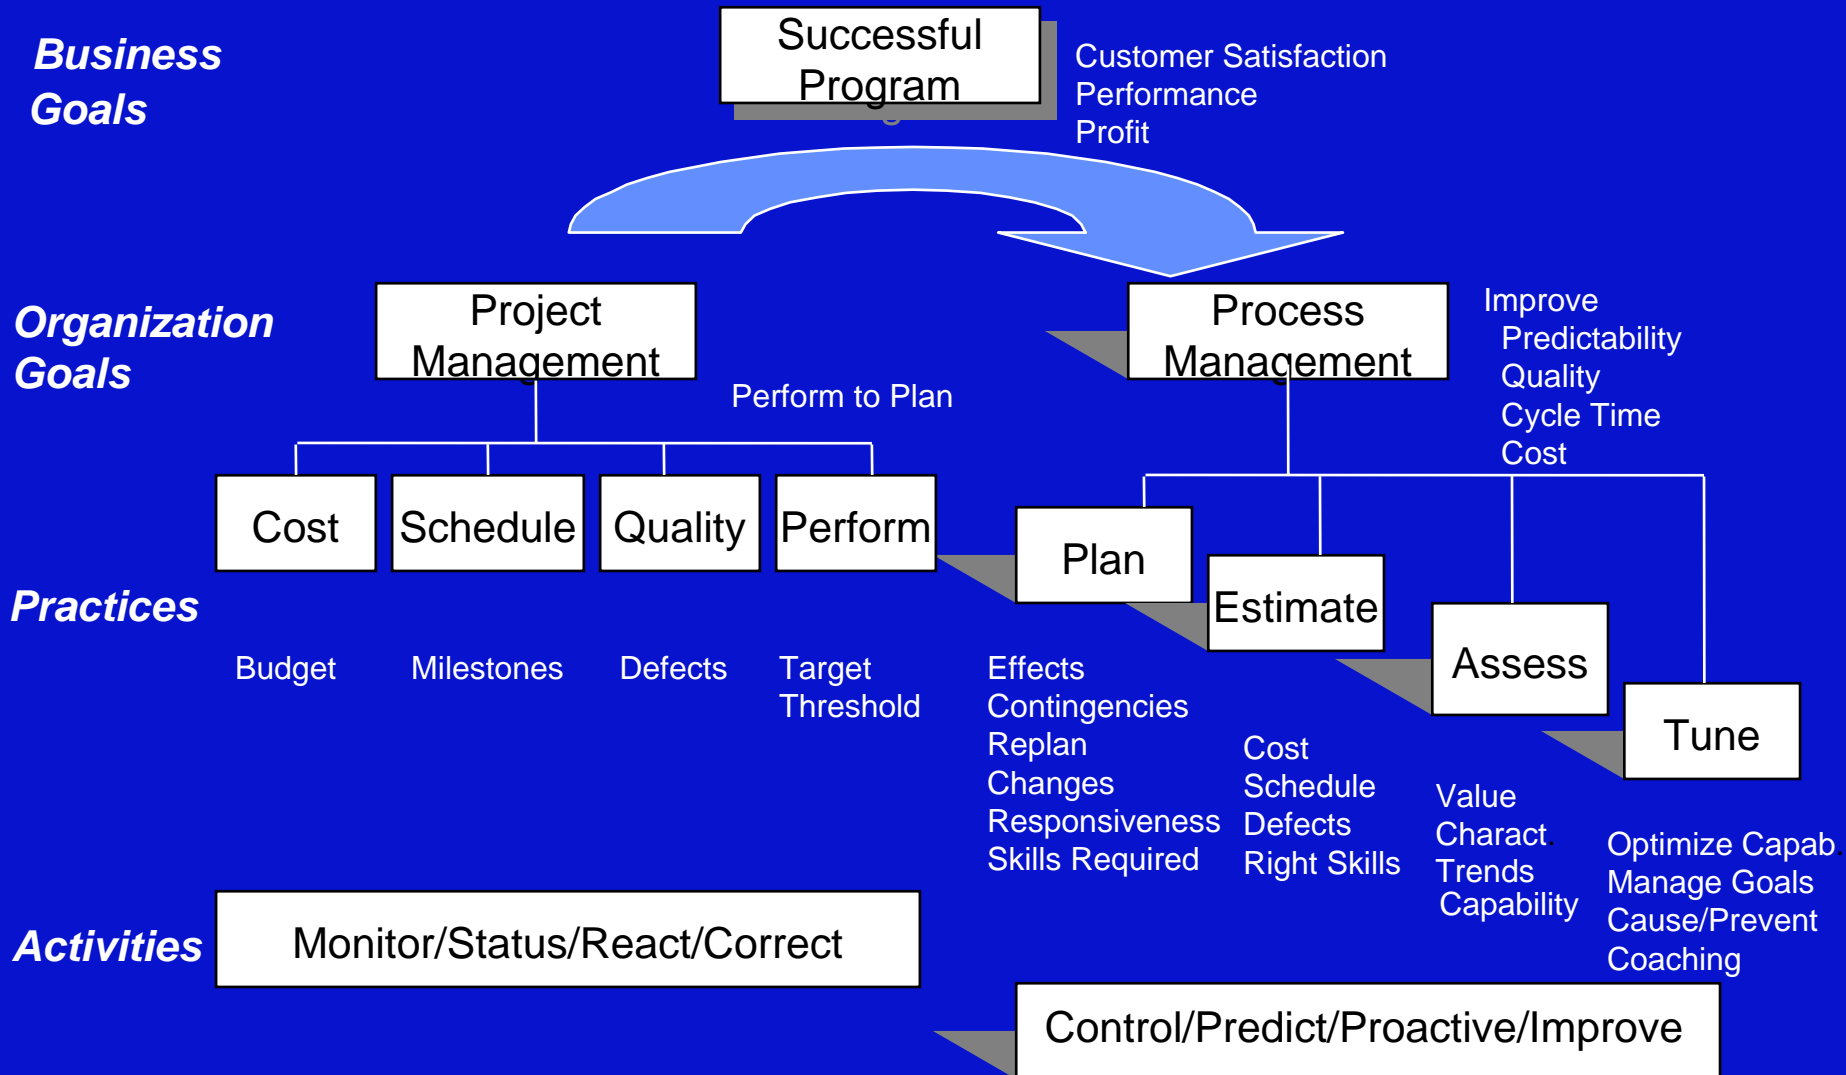 Business
Goals
Successful
Program
Customer Satisfaction
Performance
Profit
Organization
Goals
Project
Management
Perform to Plan
Process
Management
Improve
Predictability
Quality
Cycle Time
Cost
Practices
Cost
Schedule
Quality
Perform
Plan
Estimate
Assess
Tune
Budget
Milestones
Defects
Target
Threshold
Effects
Contingencies
Replan
Changes
Responsiveness
Skills Required
Cost
Schedule
Defects
Right Skills
Value
Charact.
Trends
Capability
Optimize Capab.
Manage Goals
Cause/Prevent
Coaching
Activities
Monitor/Status/React/Correct
Control/Predict/Proactive/Improve